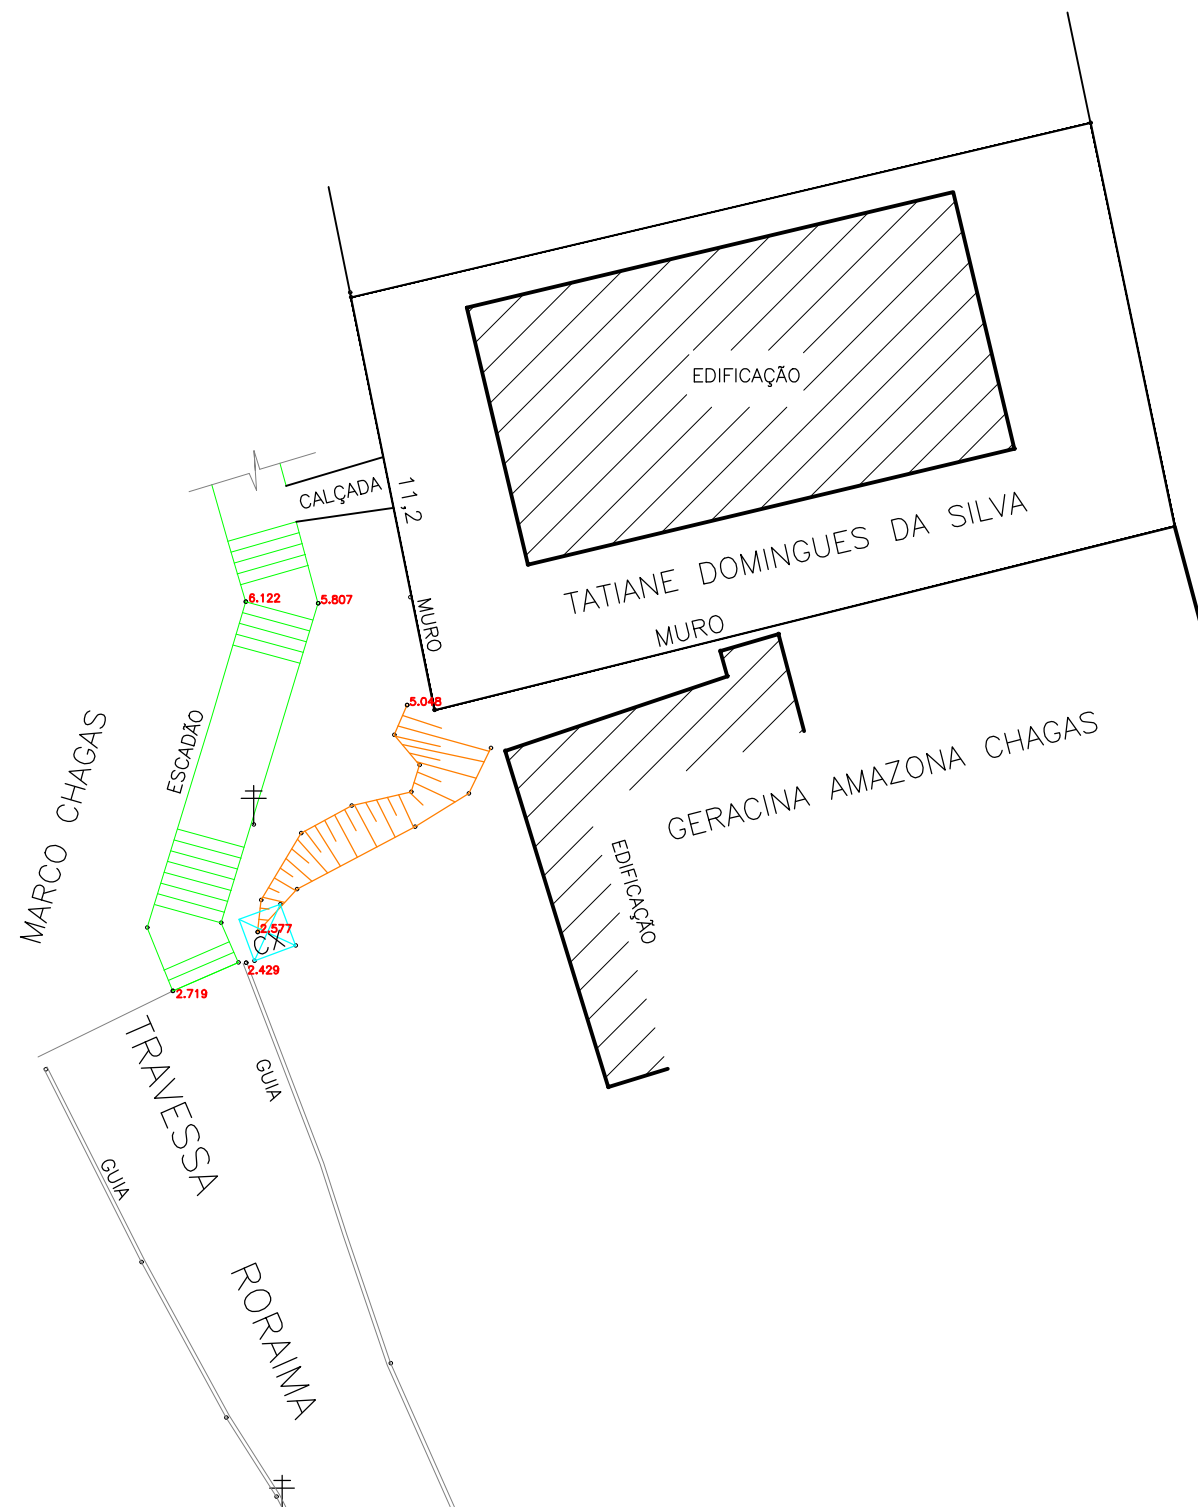 EDIFICAÇÃO
CALÇADA
11,2
TATIANE DOMINGUES DA SILVA
6.122
5.807
MURO
MURO
5.048
ESCADÃO
MARCO CHAGAS
GERACINA AMAZONA CHAGAS
EDIFICAÇÃO
2.577
CX
2.429
2.719
TRAVESSA
RORAIMA
GUIA
GUIA